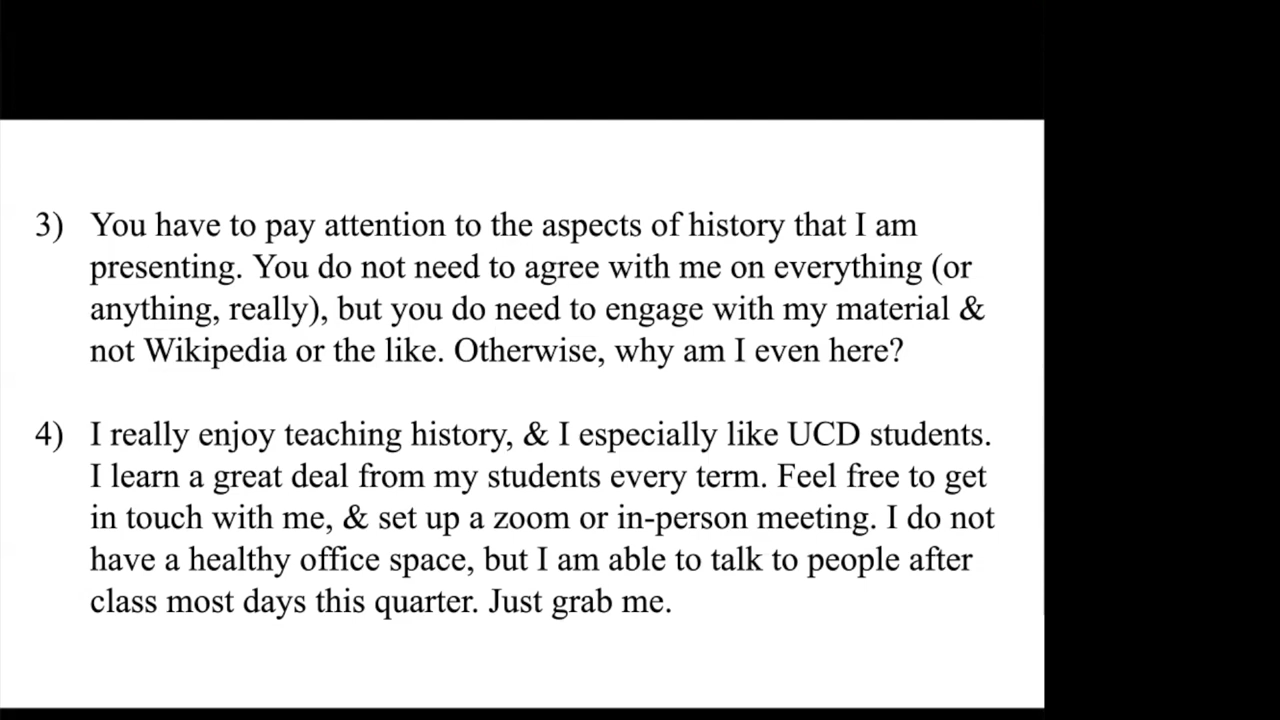 3) You have to pay attention to the aspects of history that I am
presenting. You do not need to agree with me on everything (or
anything, really), but you do need to engage with my material &
not Wikipedia or the like. Otherwise, why am I even here?
4) I really enjoy teaching history, & I especially like UCD students.
I learn a great deal from my students every term. Feel free to get
in touch with me, & set up a zoom or in-person meeting. I do not
have a healthy office space, but I am able to talk to people after
class most days this quarter. Just grab me.